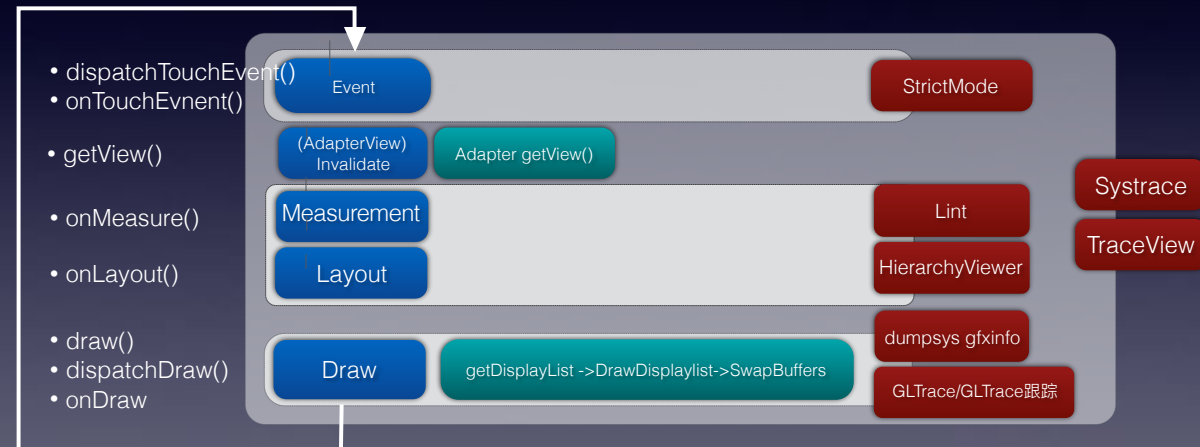 • dispatchTouchEvent()
• onTouchEvnent()
Event
StrictMode
• getView()
(AdapterView)
Invalidate
Adapter getView()
Systrace
TraceView
• onMeasure()
Measurement
Lint
• onLayout()
Layout
HierarchyViewer
• draw()
• dispatchDraw()
• onDraw
Draw
getDisplayList ->DrawDisplaylist->SwapBuffers
dumpsys gfxinfo
GLTrace/GLTrace跟踪